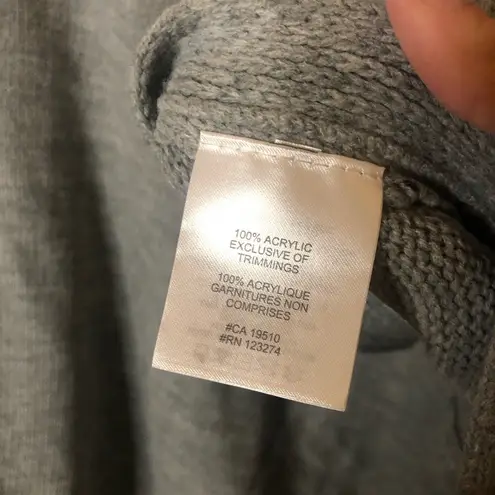 100% ACRYLIC
EXCLUSIVE OF
TRIMMINGS
100% ACRYLIQUE
GARNITURES NON
COMPRISES
#CA 19510
#RN 123274